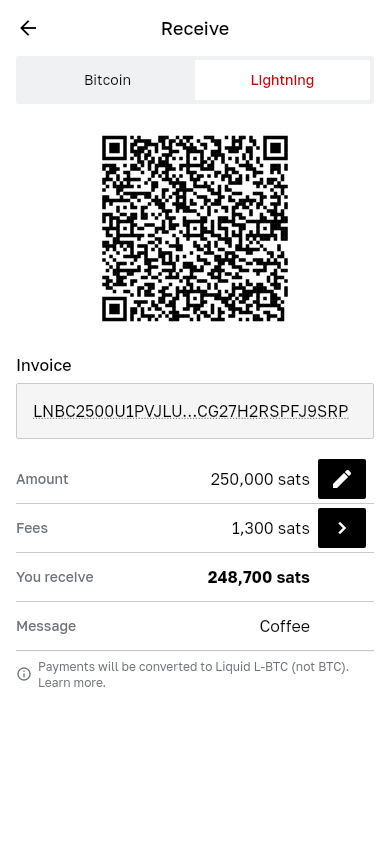 Receive
Bitcoin
Lightning
Invoice
LNBC2500U1PVJLU...CG27H2RSPFJ9SRP
Amount
250,000 sats
Fees
1,300 sats
You receive
248,700 sats
Message
Coffee
Payments will be converted to Liquid L-BTC (not BTC).
Learn more.